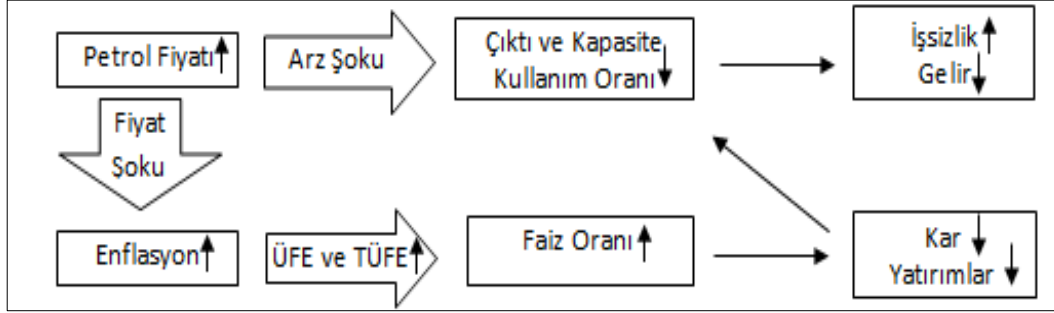 Petrol Fiyatı
Arz Şoku
Çıktı ve Kapasite
Kullanım Oranı
İşsizlik
Gelir
Fiyat
Şoku
Enflasyon
ÜFE ve TÜFE
Faiz Oranı
Kar
Yatırımlar